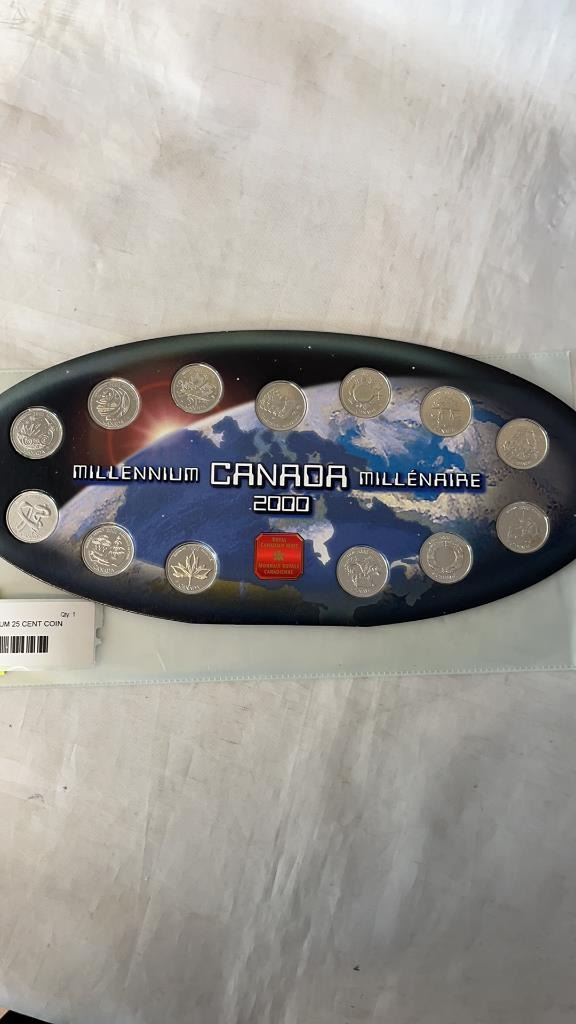 MILLENNIUM CANADA MILLÉNAIRE
2000
ROYAL
CANADIAN MINT
MONNAIE ROYALE
CANADIENNE
Qty: 1
UM 25 CENT COIN